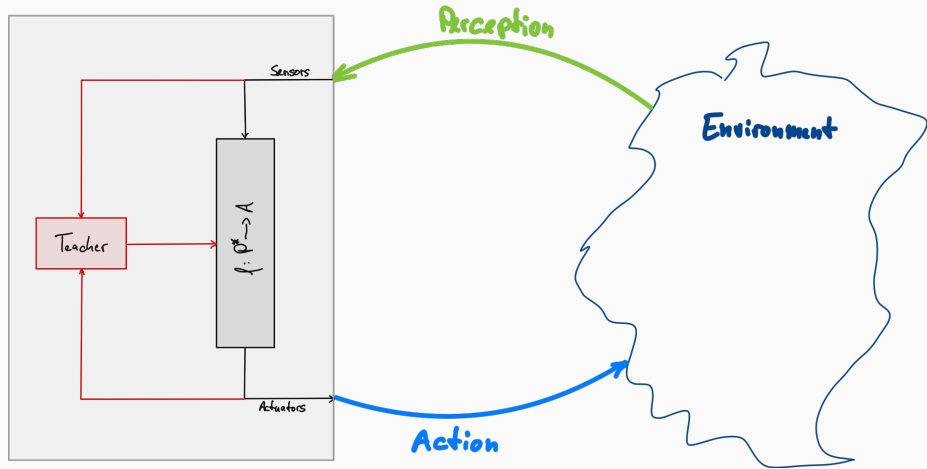 Perception
Sensors
Environment
Teacher
f: P* → A
Actuators
Action